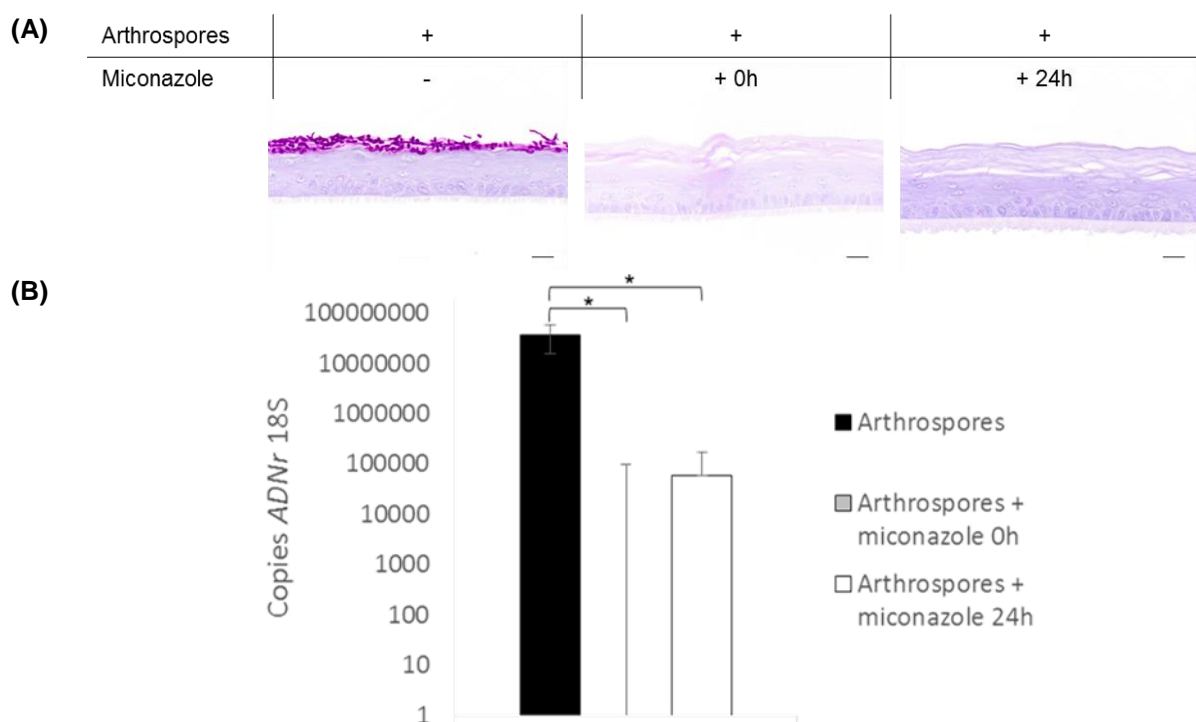 (A)
Arthrospores + + +
Miconazole - + 0h + 24h
(B)
* 
*
100000000
10000000
1000000
100000
10000
1000
100
10
1
Copies ADNr 18S
Arthrospores
Arthrospores +
miconazole 0h
Arthrospores +
miconazole 24h